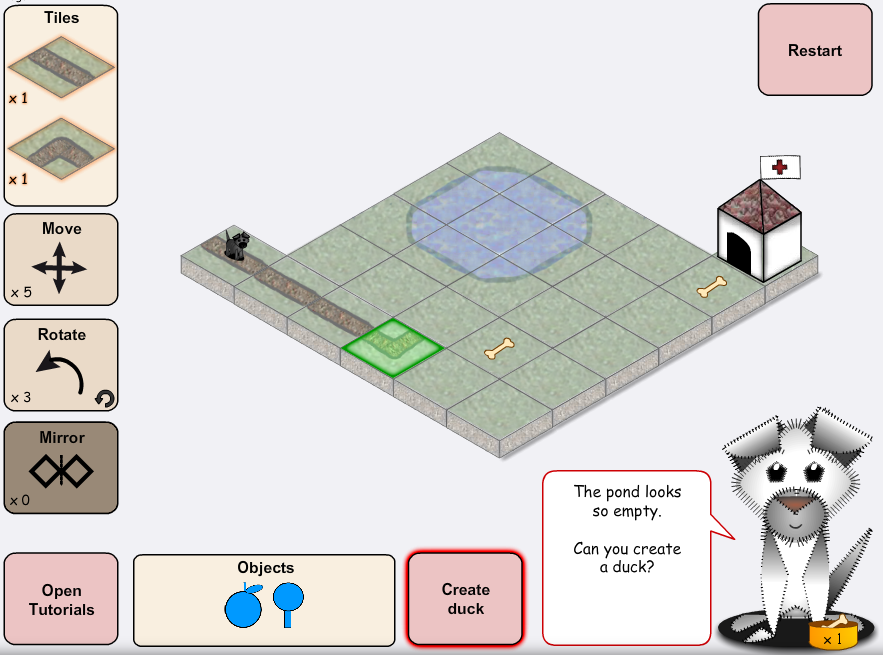 Tiles
x 1
x 1
Move
x 5
Rotate
x 3
Mirror
x 0
Open
Tutorials
Objects
Create
duck
The pond looks
so empty.
Can you create
a duck?
x 1
Restart